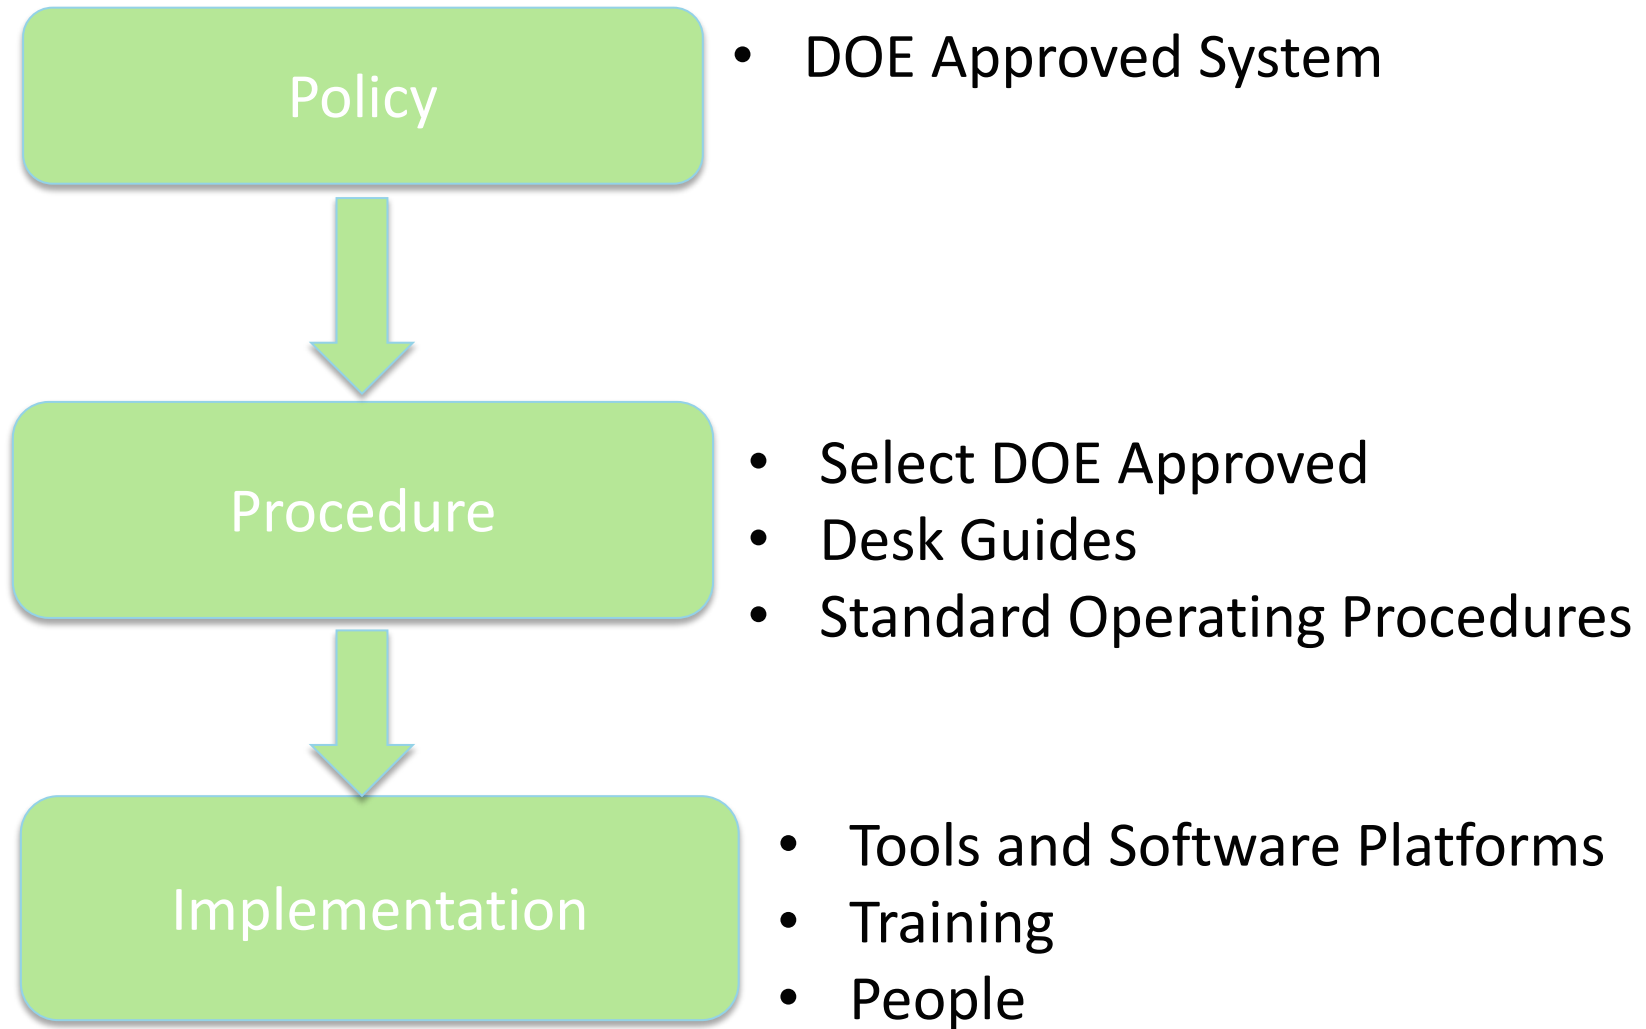 Policy
• DOE Approved System
Procedure
• Select DOE Approved
• Desk Guides
• Standard Operating Procedures
Implementation
• Tools and Software Platforms
• Training
• People